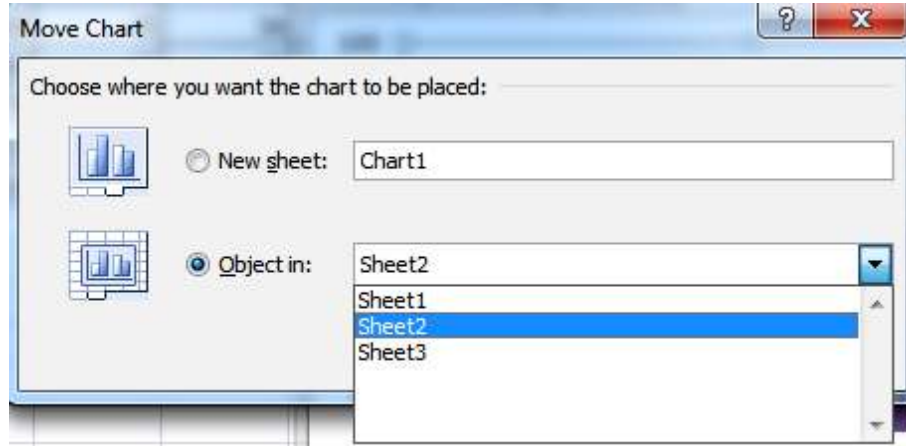 Move Chart
Choose where you want the chart to be placed:
New sheet: Chart1
Object in: Sheet2
Sheet1
Sheet2
Sheet3